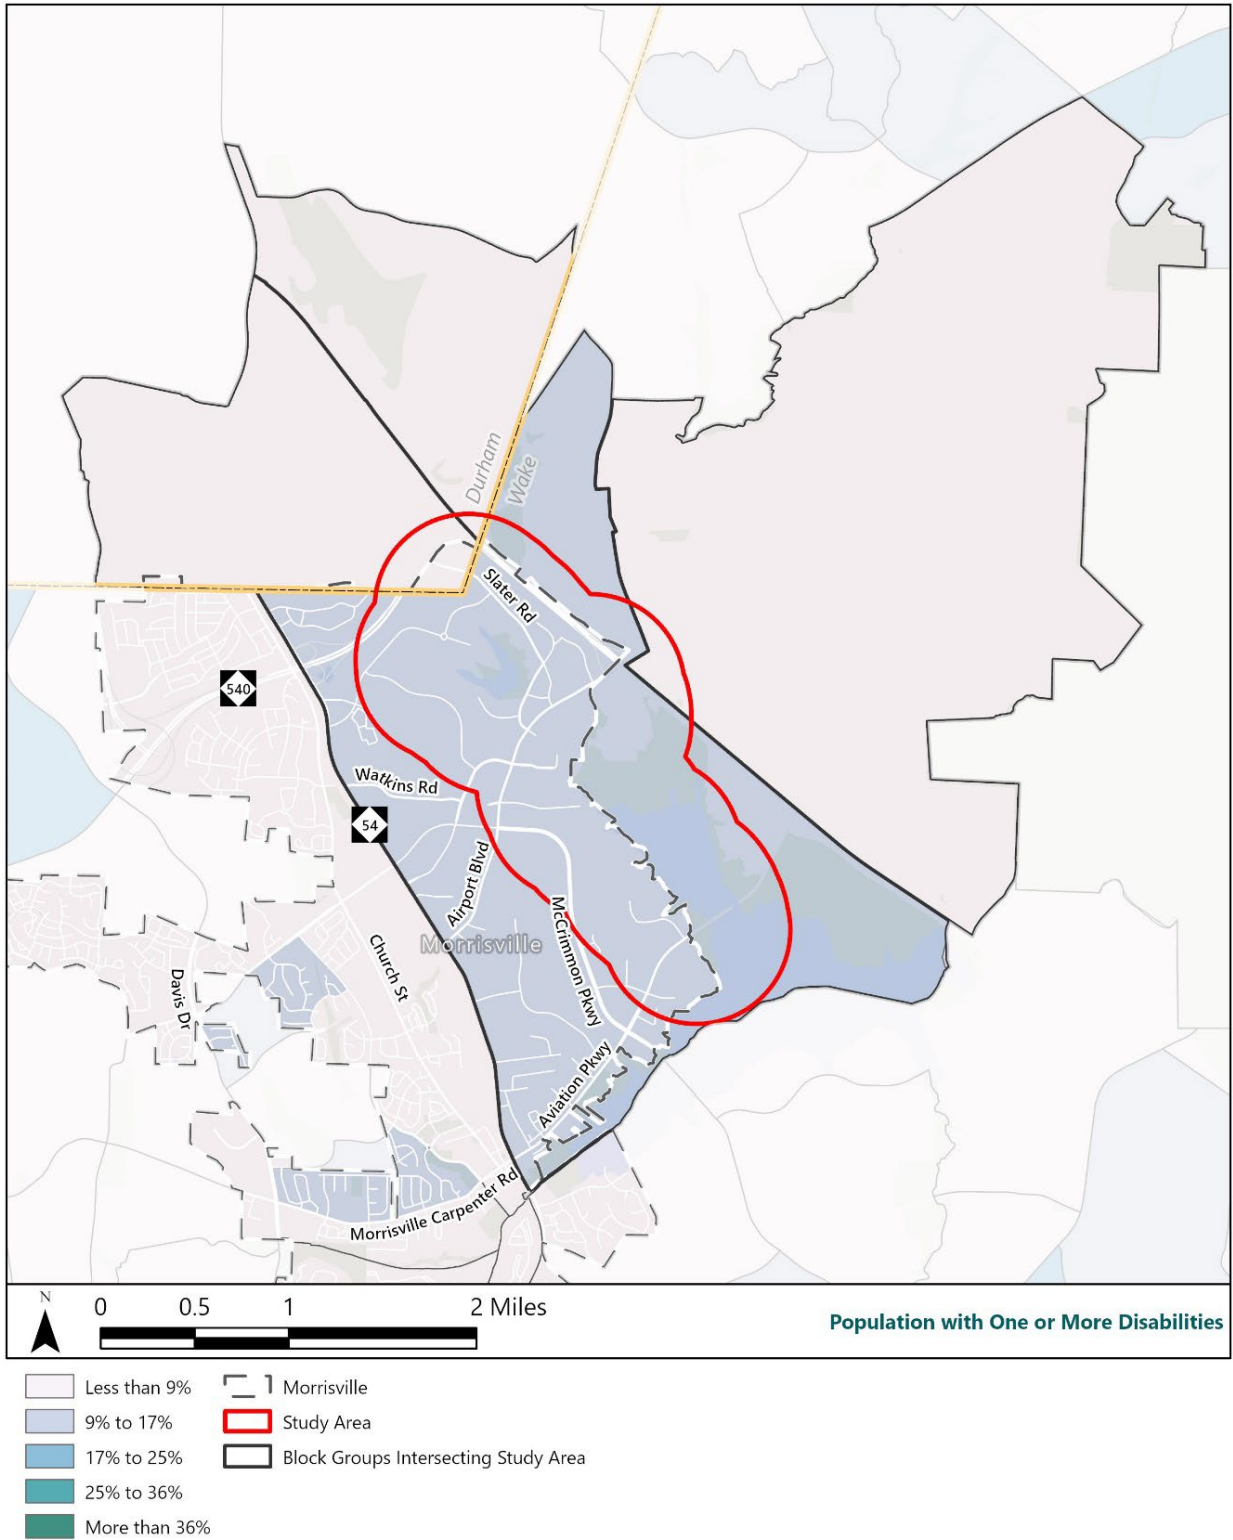 Durham
Wake
Slater Rd
540
Watkins Rd
54
Airport Blvd
McCrimmon Pkwy
Morrisville
Church St
Davis Dr
Aviation Pkwy
Morrisville Carpenter Rd
N
0 0.5 1 2 Miles
Population with One or More Disabilities
Less than 9% Morrisville
9% to 17% Study Area
17% to 25% Block Groups Intersecting Study Area
25% to 36%
More than 36%